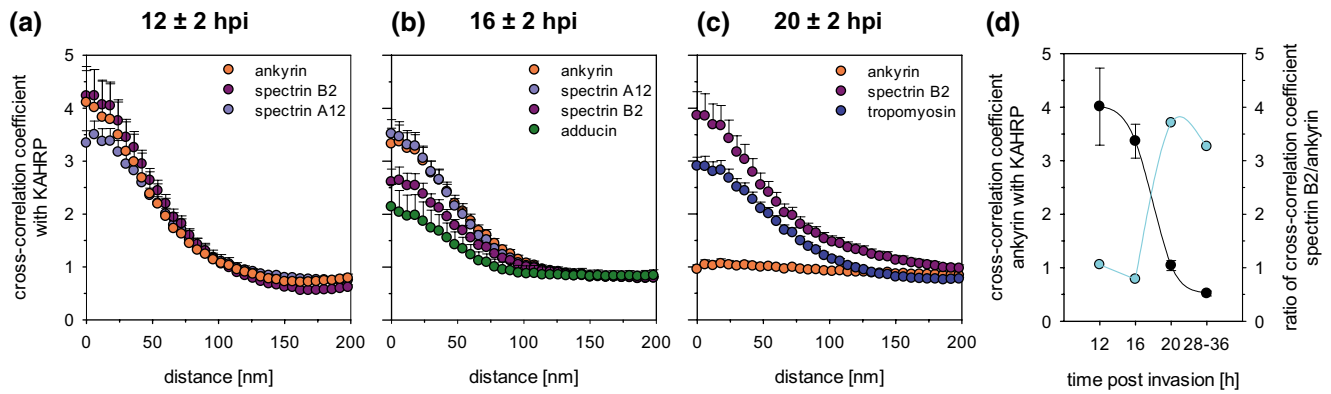 (a) 12 ± 2 hpi
cross-correlation coefficient
with KAHRP
5
4
3
2
1
0
ankyrin
spectrin B2
spectrin A12
0 50 100 150 200
distance [nm]
(b) 16 ± 2 hpi
ankyrin
spectrin A12
spectrin B2
adducin
0 50 100 150 200
distance [nm]
(c) 20 ± 2 hpi
ankyrin
spectrin B2
tropomyosin
0 50 100 150 200
distance [nm]
(d)
cross-correlation coefficient
ankyrin with KAHRP
5
4
3
2
1
0
12 16 20 28-36
time post invasion [h]
5
4
3
2
1
0
ratio of cross-correlation coefficient
spectrin B2/ankyrin